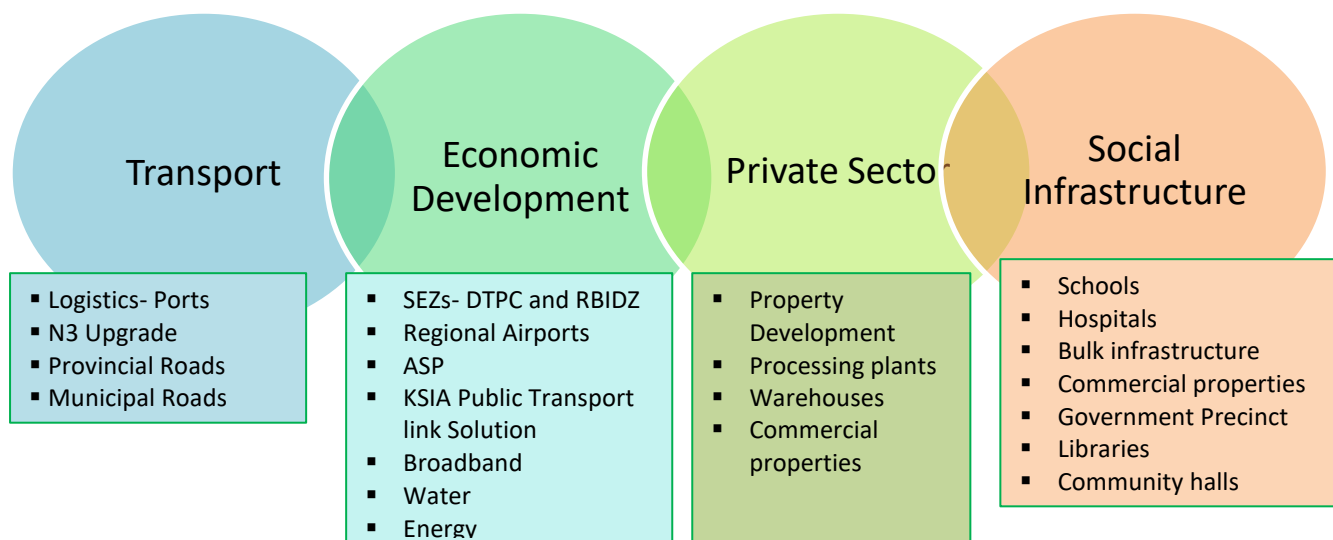 Transport
Economic
Development
Private Sector
Social
Infrastructure
▪ Logistics- Ports
▪ N3 Upgrade
▪ Provincial Roads
▪ Municipal Roads
▪ SEZs- DTPC and RBIDZ
▪ Regional Airports
▪ ASP
▪ KSIA Public Transport
link Solution
▪ Broadband
▪ Water
▪ Energy
▪ Property
Development
▪ Processing plants
▪ Warehouses
▪ Commercial
properties
▪ Schools
▪ Hospitals
▪ Bulk infrastructure
▪ Commercial properties
▪ Government Precinct
▪ Libraries
▪ Community halls